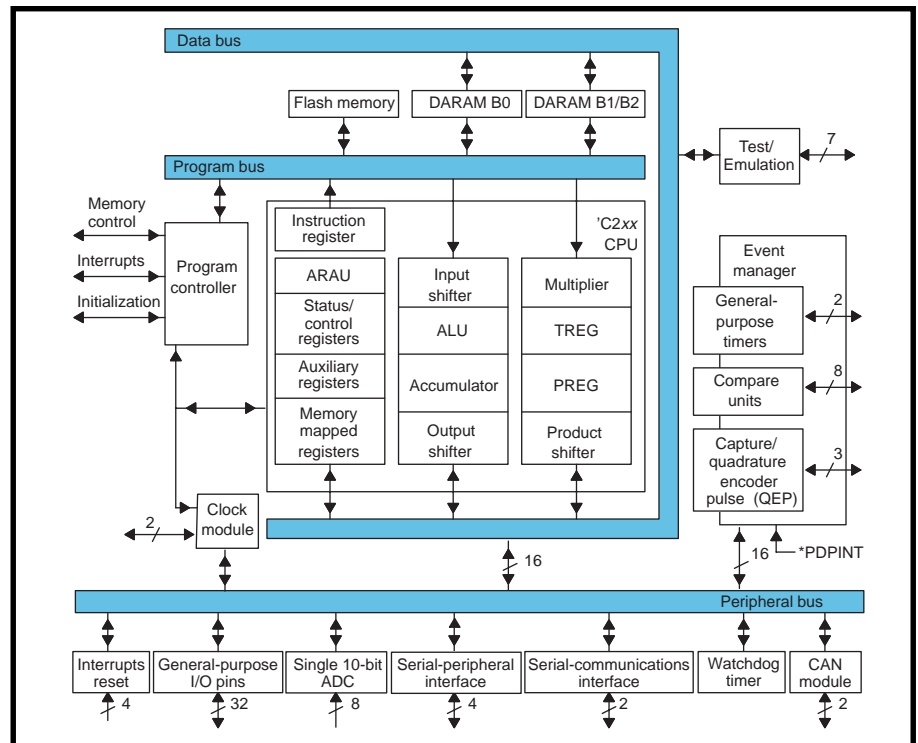 Data bus
Flash memory
DARAM B0
DARAM B1/B2
Test/
Emulation
7
Program bus
Memory
control
Interrupts
Initialization
Program
controller
Instruction
register
'C2xx
CPU
ARAU
Status/
control
registers
Auxiliary
registers
Memory
mapped
registers
Input
shifter
ALU
Accumulator
Output
shifter
Multiplier
TREG
PREG
Product
shifter
Event
manager
General-
purpose
timers
2
Compare
units
8
Capture/
quadrature
encoder
pulse (QEP)
3
Clock
module
2
16
16
*PDPINT
Peripheral bus
Interrupts
reset
4
General-purpose
I/O pins
32
Single 10-bit
ADC
8
Serial-peripheral
interface
4
Serial-communications
interface
2
Watchdog
timer
CAN
module
2